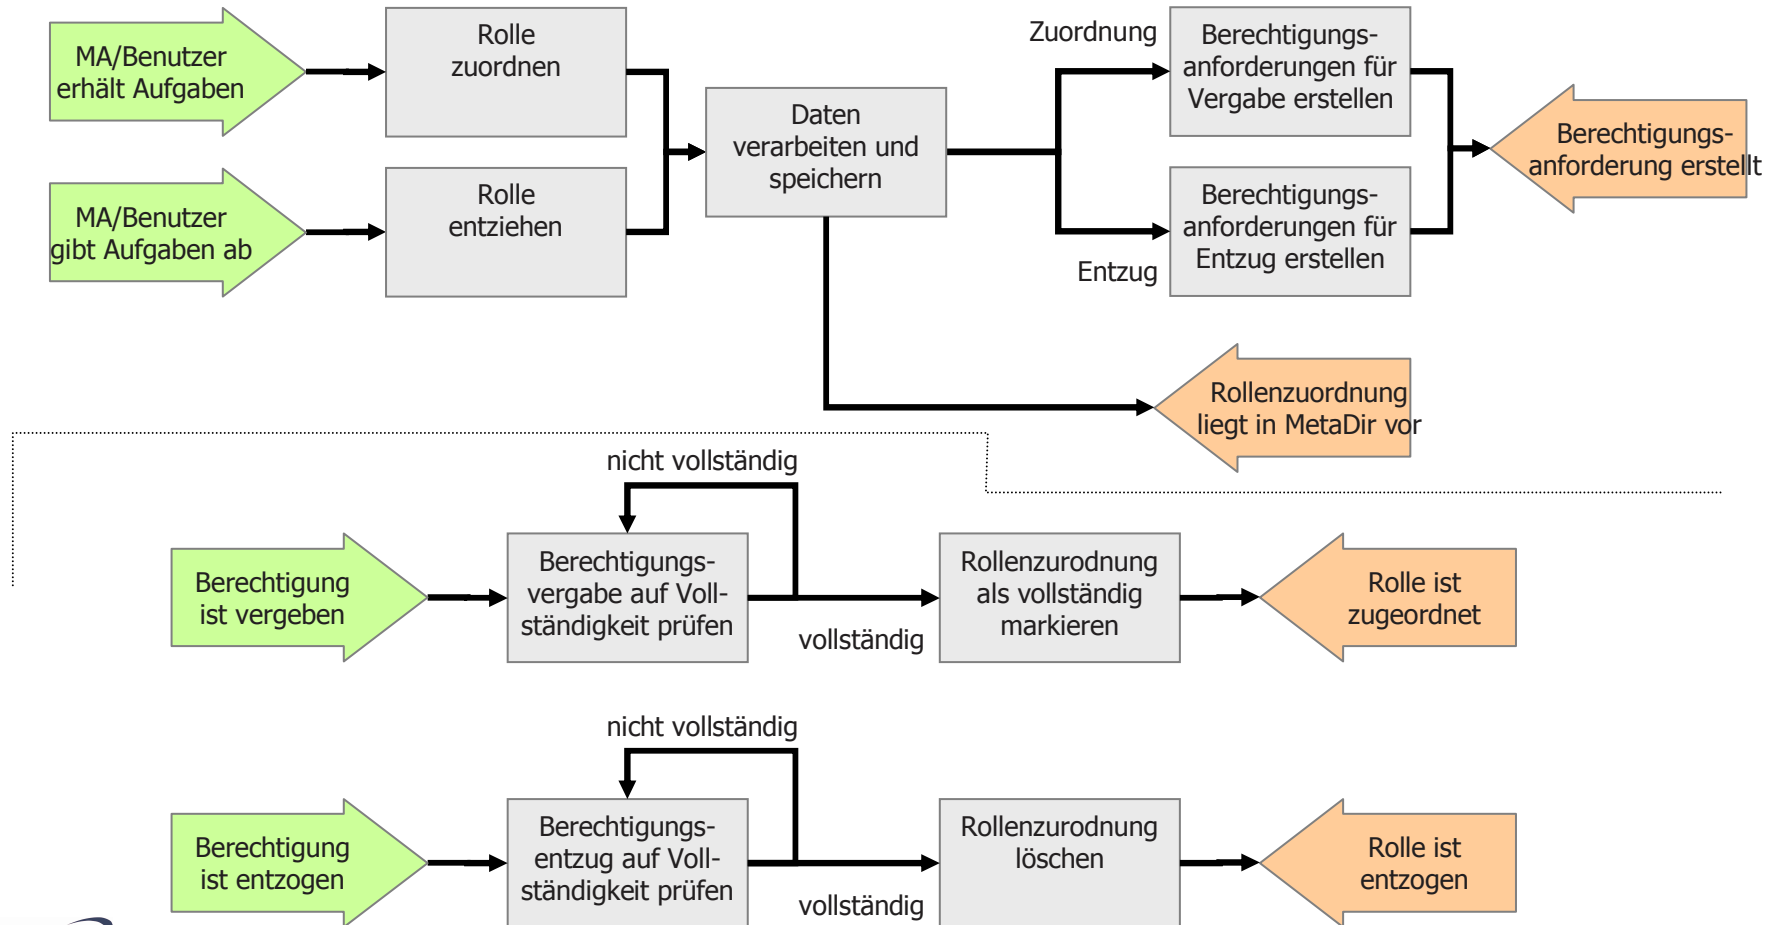 MA/Benutzer
erhält Aufgaben
Rolle
zuordnen
Zuordnung
Berechtigungs-
anforderungen für
Vergabe erstellen
Daten
verarbeiten und
speichern
Berechtigungs-
anforderung erstellt
MA/Benutzer
gibt Aufgaben ab
Rolle
entziehen
Berechtigungs-
anforderungen für
Entzug erstellen
Entzug
Rollenzuordnung
liegt in MetaDir vor
nicht vollständig
Berechtigung
ist vergeben
Berechtigungs-
vergabe auf Voll-
ständigkeit prüfen
vollständig
Rollenzurodnung
als vollständig
markieren
Rolle ist
zugeordnet
nicht vollständig
Berechtigung
ist entzogen
Berechtigungs-
entzug auf Voll-
ständigkeit prüfen
vollständig
Rollenzurodnung
löschen
Rolle ist
entzogen